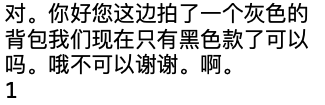 对。你好您这边拍了一个灰色的
背包我们现在只有黑色款了可以
吗。哦不可以谢谢。啊。
1